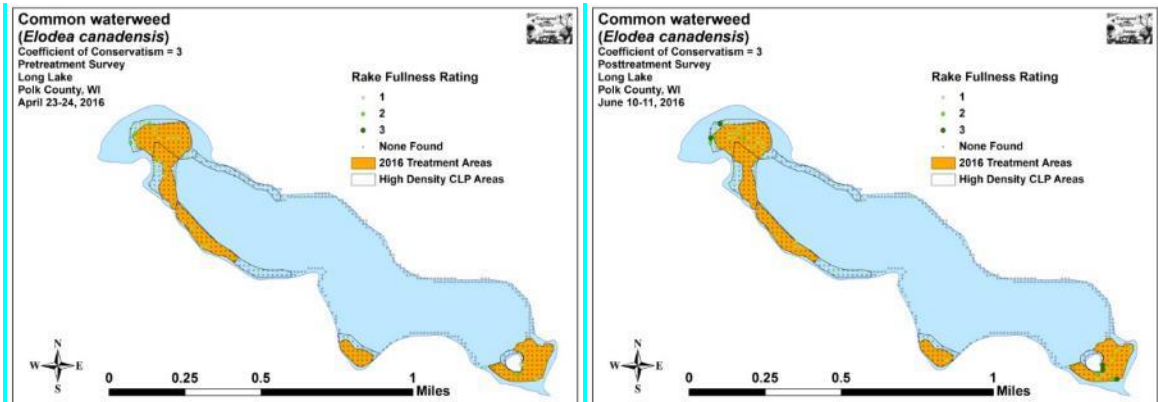 Common waterweed
(Elodea canadensis)
Coefficient of Conservatism = 3
Pretreatment Survey
Long Lake
Polk County, WI
April 23-24, 2016
Rake Fullness Rating
1
2
3
None Found
2016 Treatment Areas
High Density CLP Areas
N
W E
S
0 0.25 0.5 1
Miles
Common waterweed
(Elodea canadensis)
Coefficient of Conservatism = 3
Posttreatment Survey
Long Lake
Polk County, WI
June 10-11, 2016
Rake Fullness Rating
1
2
3
None Found
2016 Treatment Areas
High Density CLP Areas
N
W E
S
0 0.25 0.5 1
Miles